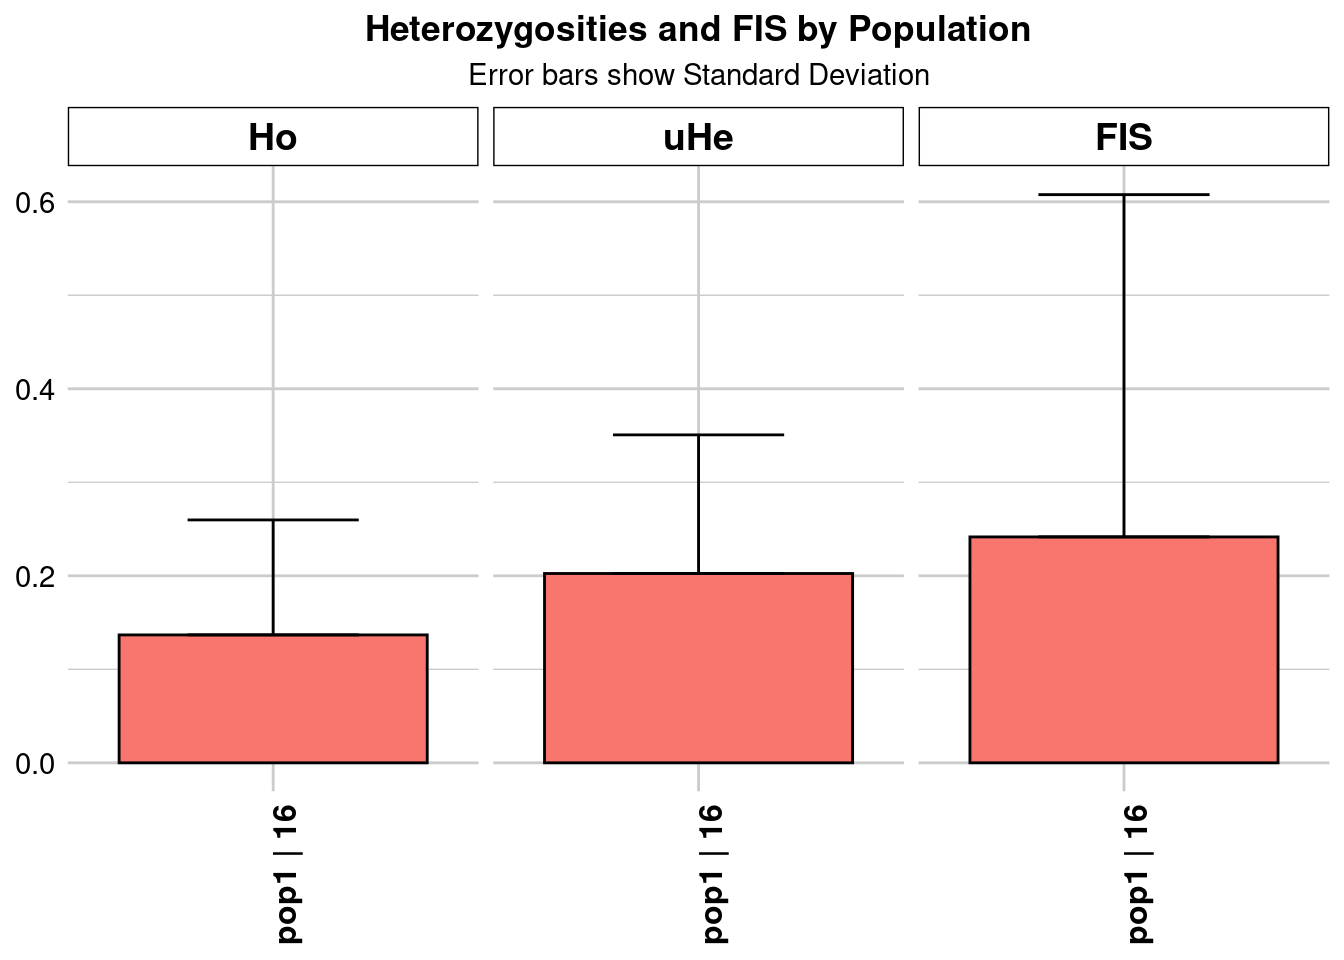 Heterozygosities and FIS by Population
Error bars show Standard Deviation
Ho uHe FIS
0.6
0.4
0.2
0.0
pop1 | 16 pop1 | 16 pop1 | 16